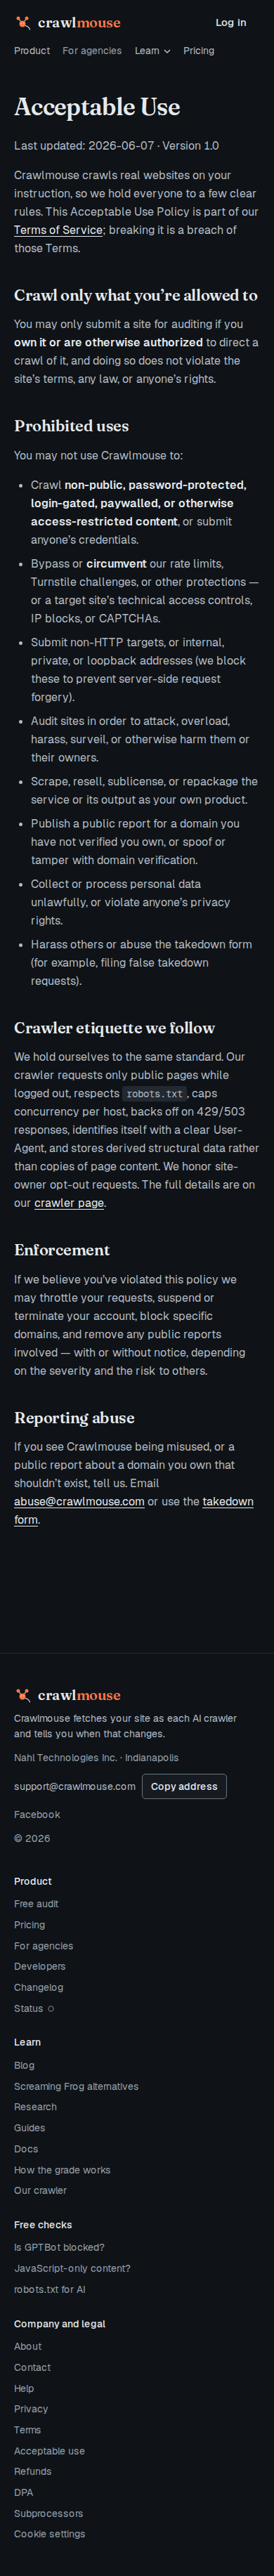 crawlmouse
Log in
Product
For agencies
Learn
Pricing
Acceptable Use
Last updated: 2026-06-07 · Version 1.0
Crawlmouse crawls real websites on your
instruction, so we hold everyone to a few clear
rules. This Acceptable Use Policy is part of our
Terms of Service; breaking it is a breach of
those Terms.
Crawl only what you’re allowed to
You may only submit a site for auditing if you
own it or are otherwise authorized to direct a
crawl of it, and doing so does not violate the
site’s terms, any law, or anyone’s rights.
Prohibited uses
You may not use Crawlmouse to:
• Crawl non-public, password-protected,
login-gated, paywalled, or otherwise
access-restricted content, or submit
anyone’s credentials.
• Bypass or circumvent our rate limits,
Turnstile challenges, or other protections —
or a target site’s technical access controls,
IP blocks, or CAPTCHAs.
• Submit non-HTTP targets, or internal,
private, or loopback addresses (we block
these to prevent server-side request
forgery).
• Audit sites in order to attack, overload,
harass, surveil, or otherwise harm them or
their owners.
• Scrape, resell, sublicense, or repackage the
service or its output as your own product.
• Publish a public report for a domain you
have not verified you own, or spoof or
tamper with domain verification.
• Collect or process personal data
unlawfully, or violate anyone’s privacy
rights.
• Harass others or abuse the takedown form
(for example, filing false takedown
requests).
Crawler etiquette we follow
We hold ourselves to the same standard. Our
crawler requests only public pages while
logged out, respects robots.txt, caps
concurrency per host, backs off on 429/503
responses, identifies itself with a clear User-
Agent, and stores derived structural data rather
than copies of page content. We honor site-
owner opt-out requests. The full details are on
our crawler page.
Enforcement
If we believe you’ve violated this policy we
may throttle your requests, suspend or
terminate your account, block specific
domains, and remove any public reports
involved — with or without notice, depending
on the severity and the risk to others.
Reporting abuse
If you see Crawlmouse being misused, or a
public report about a domain you own that
shouldn’t exist, tell us. Email
abuse@crawlmouse.com or use the takedown
form.
crawlmouse
Crawlmouse fetches your site as each AI crawler
and tells you when that changes.
Nahl Technologies Inc. · Indianapolis
support@crawlmouse.com
Copy address
Facebook
© 2026
Product
Free audit
Pricing
For agencies
Developers
Changelog
Status
Learn
Blog
Screaming Frog alternatives
Research
Guides
Docs
How the grade works
Our crawler
Free checks
Is GPTBot blocked?
JavaScript-only content?
robots.txt for AI
Company and legal
About
Contact
Help
Privacy
Terms
Acceptable use
Refunds
DPA
Subprocessors
Cookie settings